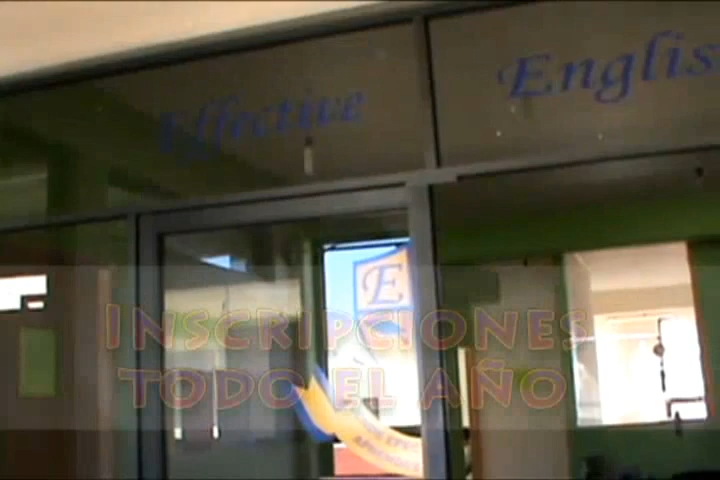 Effective
Englis
E
INSCRIPCIONES
TODO EL AÑO